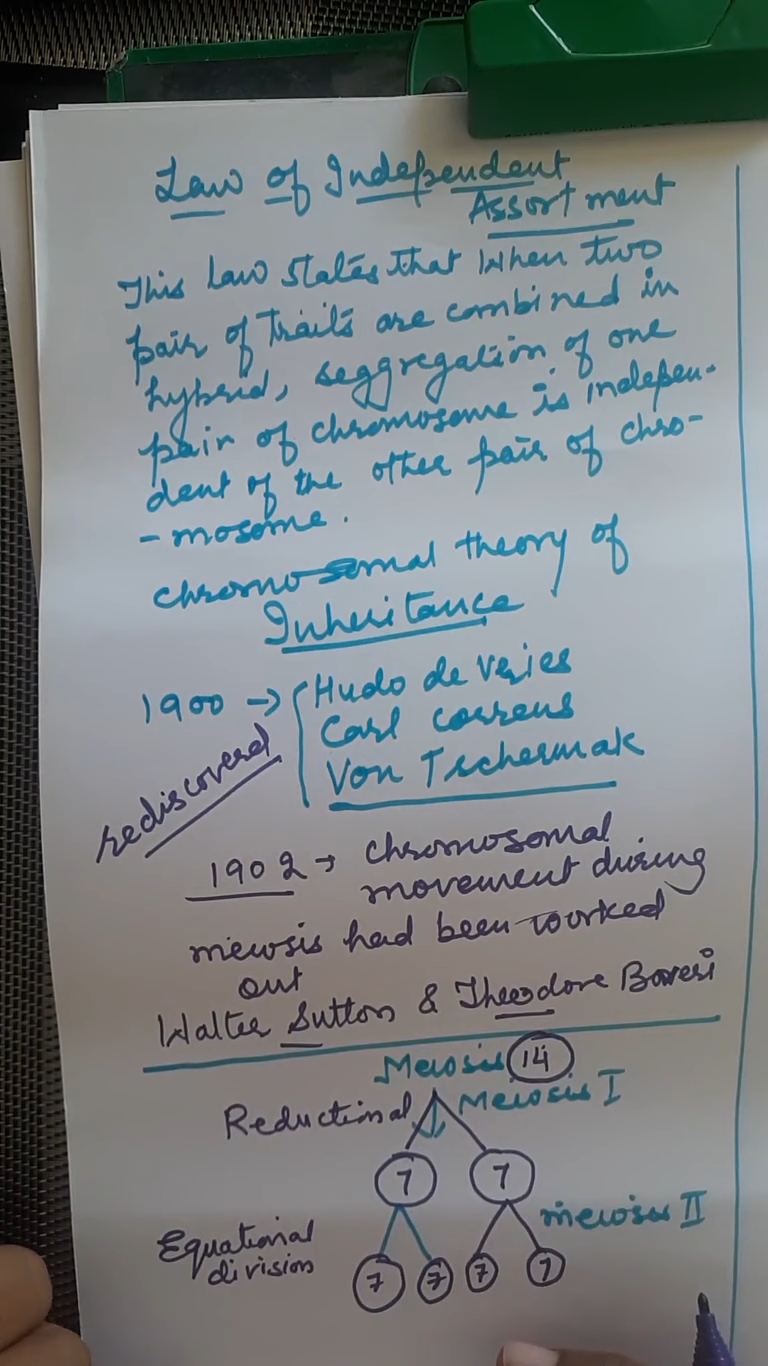 Law of Independent
Assortment
This law states that when two
pair of traits are combined in
hybrid, seggregation of one
pair of chromosome is indepen-
dent of the other pair of chro-
-mosome.
chromosomal theory of
Inheritance
1900 → Hudo de Veries
Carl correns
Von Tschermak
rediscovered
1902 → chromosomal
movement during
meiosis had been worked
out
Walter Sutton & Theodore Boveri
Meiosis 14
Reductional Meiosis I
7 7
meiosis II
Equational
division
7 7 7 7